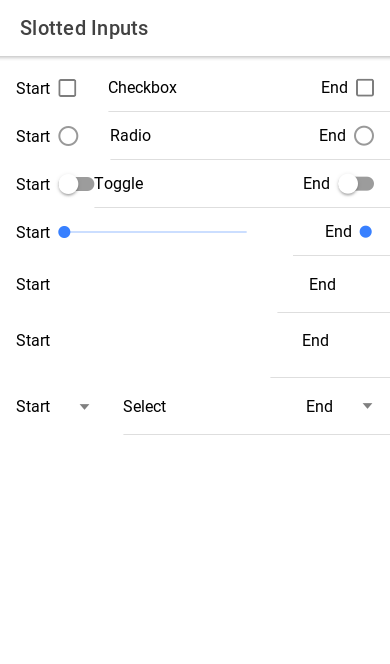 Slotted Inputs
Start Checkbox End
Start Radio End
Start Toggle End
Start End
Start End
Start End
Start Select End